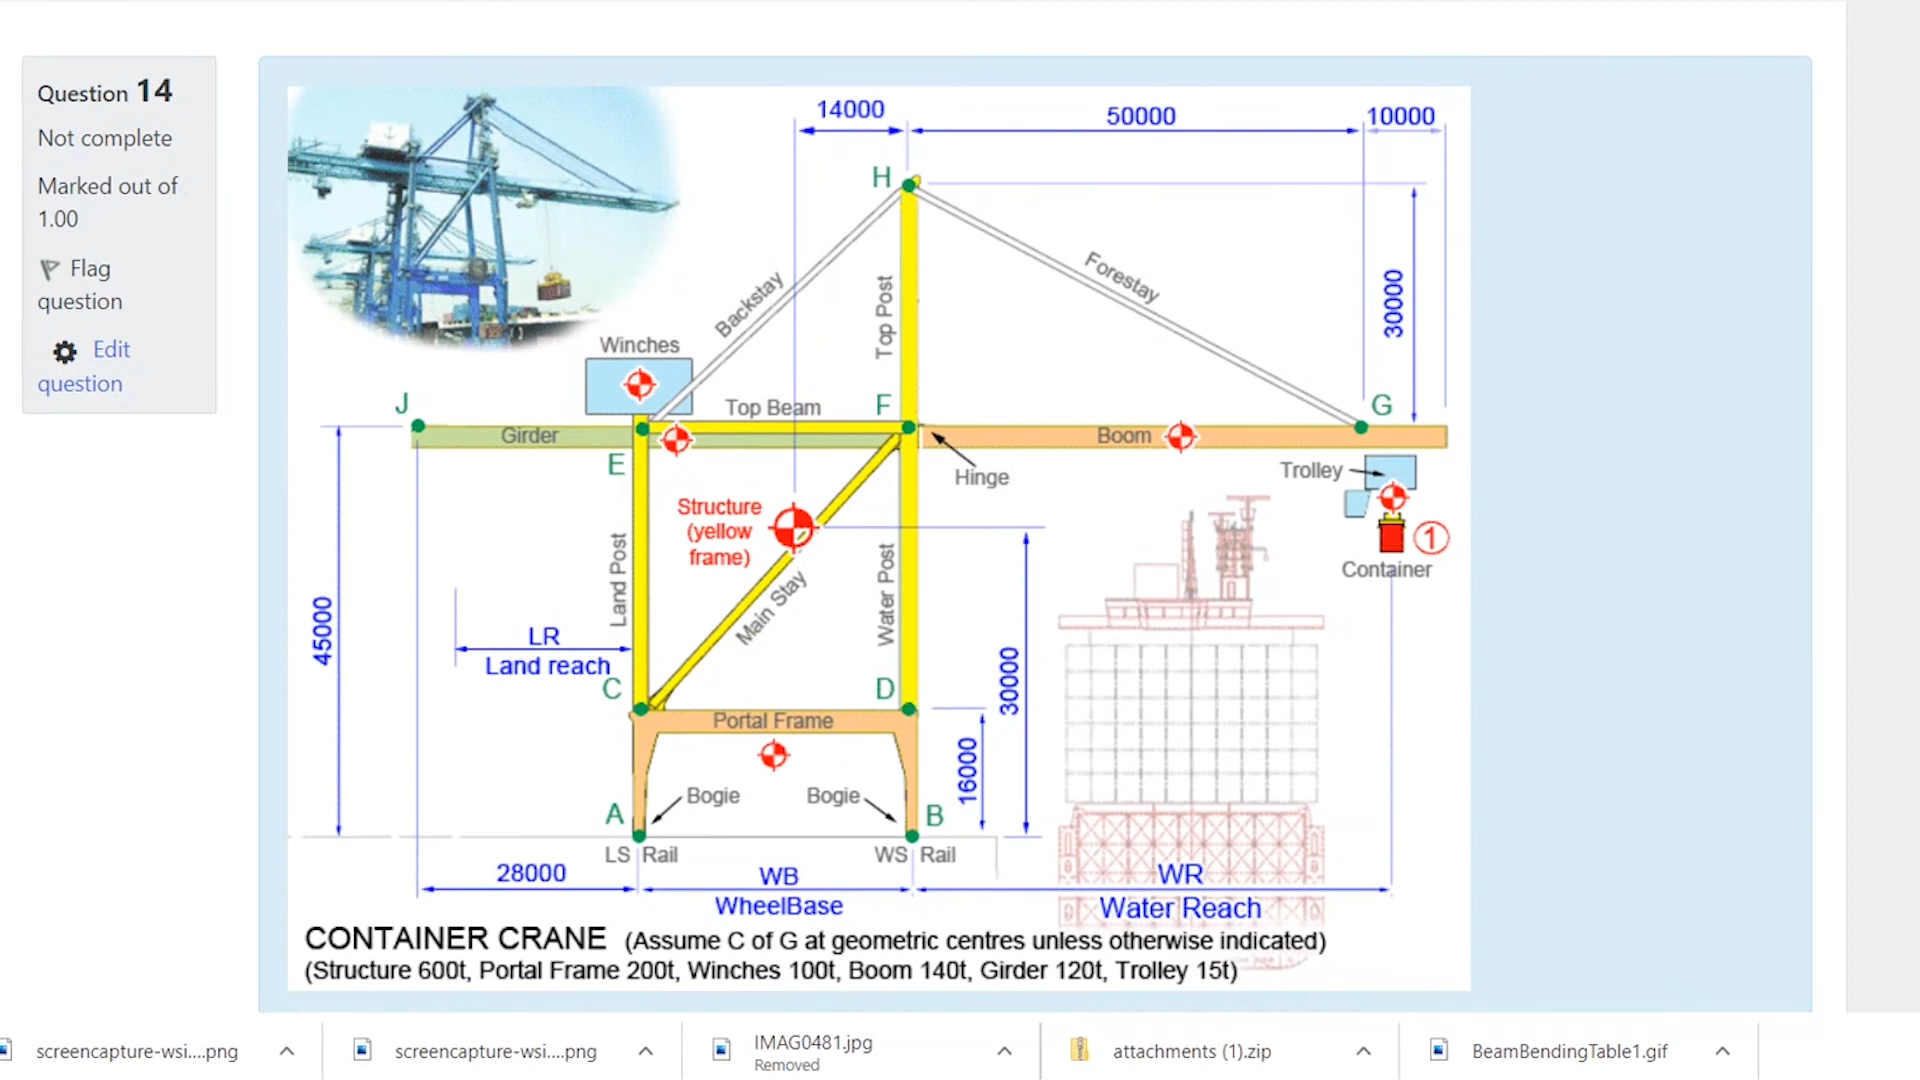 Question 14
Not complete
Marked out of
1.00
Flag
question
Edit
question
14000
50000
10000
H
Backstay
Top Post
Forestay
30000
Winches
J
Top Beam
F
G
Girder
Boom
E
Hinge
Trolley
Structure
(yellow
frame)
1
Container
Land Post
Main Stay
Water Post
45000
LR
Land reach
C
D
Portal Frame
30000
16000
Bogie
Bogie
A
B
LS Rail
WS Rail
28000
WB
WR
WheelBase
Water Reach
CONTAINER CRANE (Assume C of G at geometric centres unless otherwise indicated)
(Structure 600t, Portal Frame 200t, Winches 100t, Boom 140t, Girder 120t, Trolley 15t)
screencapture-wsi....png
screencapture-wsi....png
IMAG0481.jpg
Removed
attachments (1).zip
BeamBendingTable1.gif